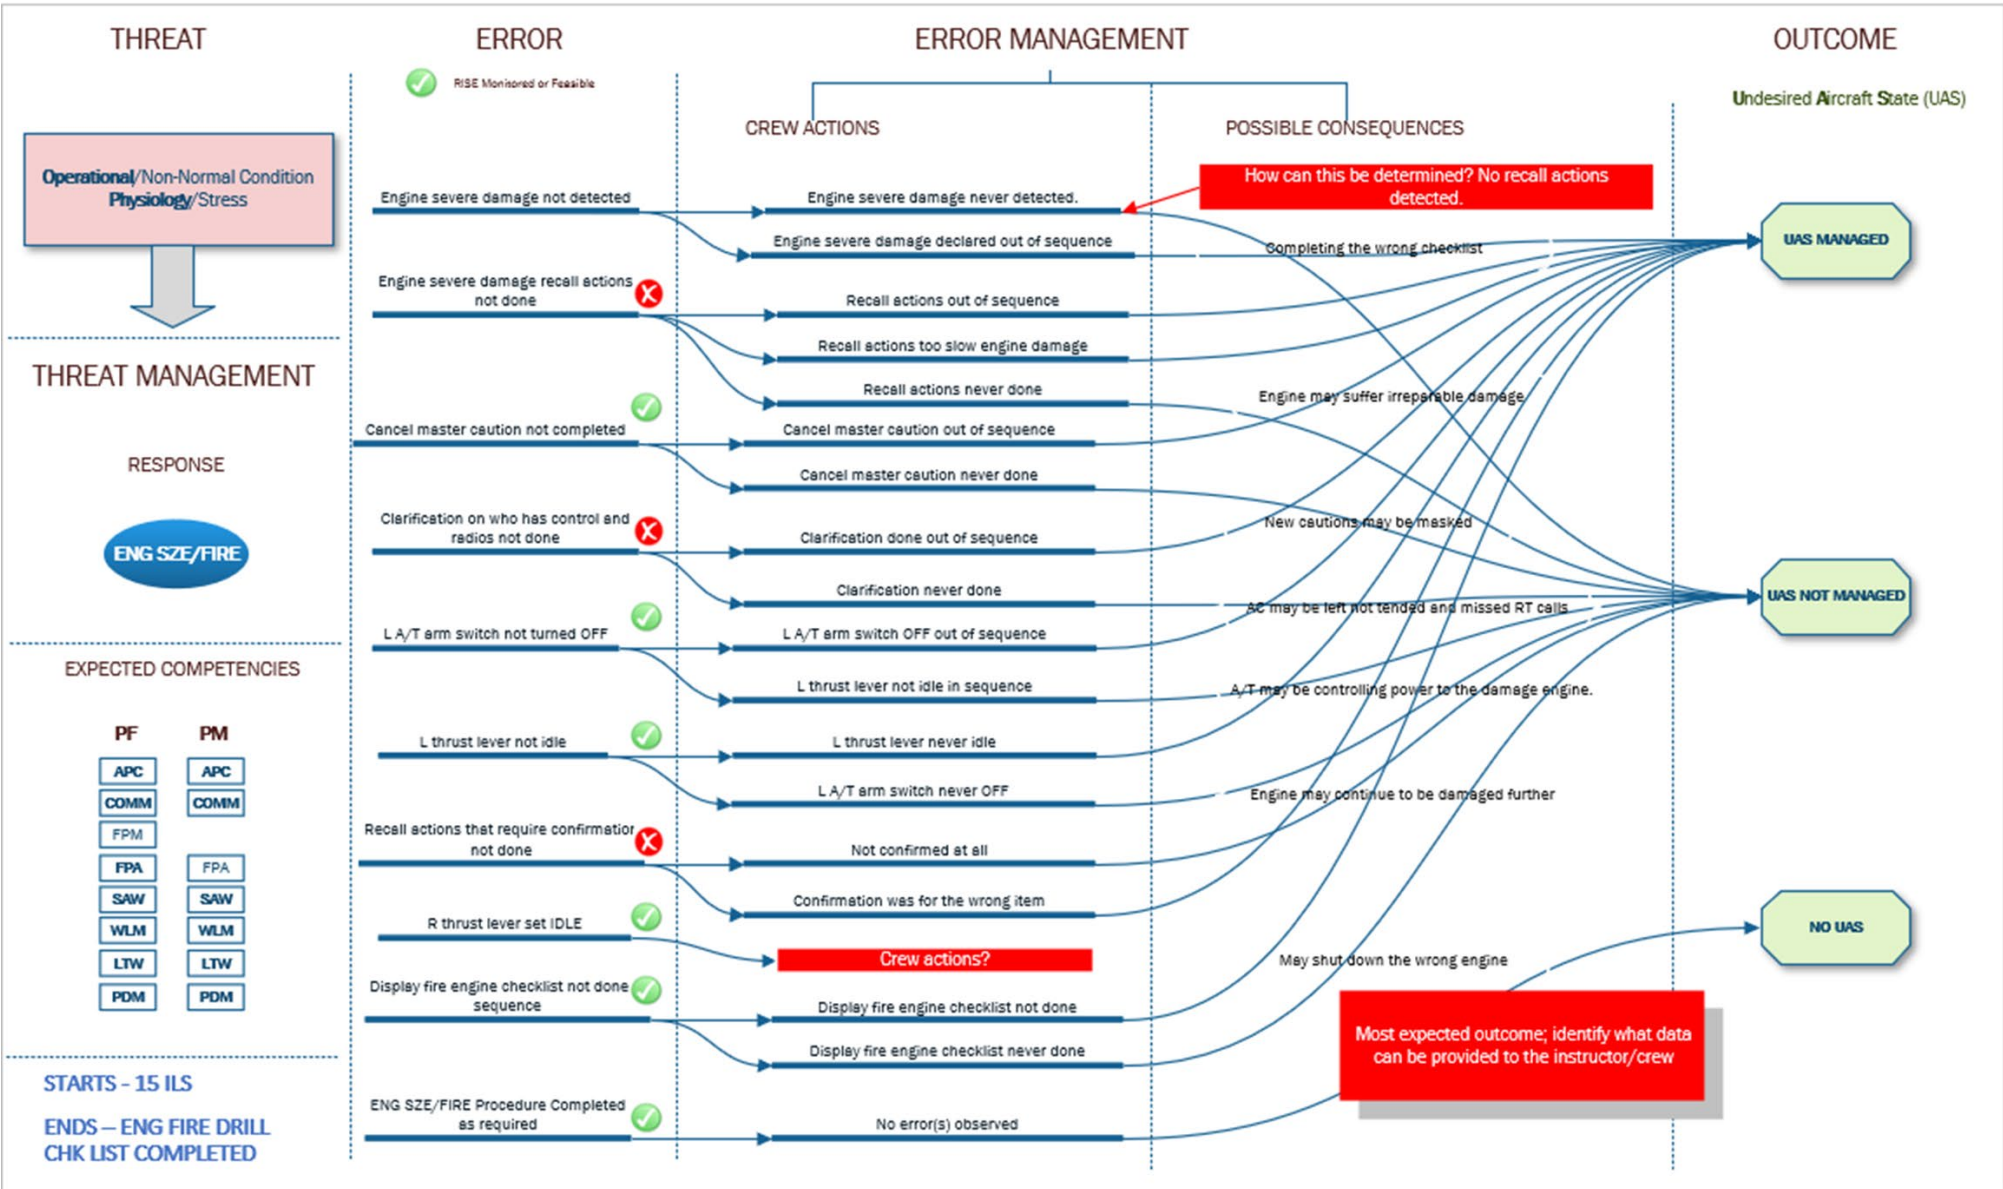 THREAT
Operational/Non-Normal Condition
Physiology/Stress
THREAT MANAGEMENT
RESPONSE
ENG SZE/FIRE
EXPECTED COMPETENCIES
PF PM
APC APC
COMM COMM
FPM
FPA FPA
SAW SAW
WLM WLM
LTW LTW
PDM PDM
STARTS - 15 ILS
ENDS – ENG FIRE DRILL
CHK LIST COMPLETED
ERROR
RISE Monitored or Feasible
Engine severe damage not detected
Engine severe damage recall actions
not done
Cancel master caution not completed
Clarification on who has control and
radios not done
L A/T arm switch not turned OFF
L thrust lever not idle
Recall actions that require confirmation
not done
R thrust lever set IDLE
Display fire engine checklist not done
sequence
ENG SZE/FIRE Procedure Completed
as required
ERROR MANAGEMENT
CREW ACTIONS
Engine severe damage never detected.
Engine severe damage declared out of sequence
Recall actions out of sequence
Recall actions too slow engine damage
Recall actions never done
Cancel master caution out of sequence
Cancel master caution never done
Clarification done out of sequence
Clarification never done
L A/T arm switch OFF out of sequence
L thrust lever not idle in sequence
L thrust lever never idle
L A/T arm switch never OFF
Not confirmed at all
Confirmation was for the wrong item
Crew actions?
Display fire engine checklist not done
Display fire engine checklist never done
No error(s) observed
POSSIBLE CONSEQUENCES
How can this be determined? No recall actions
detected.
Completing the wrong checklist
Engine may suffer irreparable damage
New cautions may be masked
AC may be left not tended and missed RT calls
A/T may be controlling power to the damage engine.
Engine may continue to be damaged further
May shut down the wrong engine
Most expected outcome; identify what data
can be provided to the instructor/crew
OUTCOME
Undesired Aircraft State (UAS)
UAS MANAGED
UAS NOT MANAGED
NO UAS